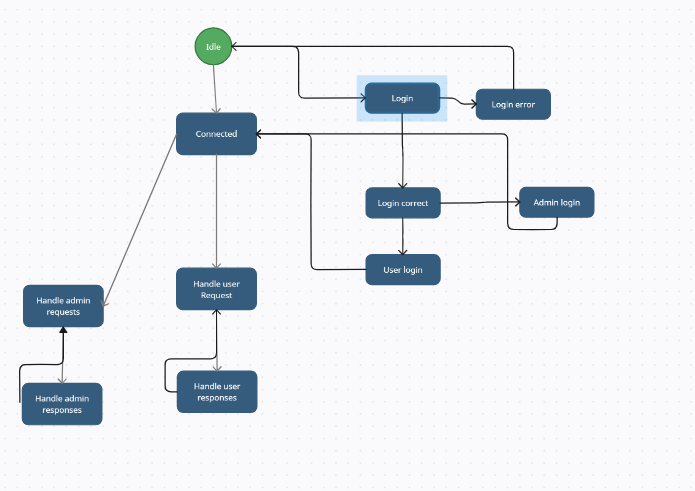 Idle
Login
Login error
Connected
Login correct
Admin login
User login
Handle user
Request
Handle admin
requests
Handle user
responses
Handle admin
responses